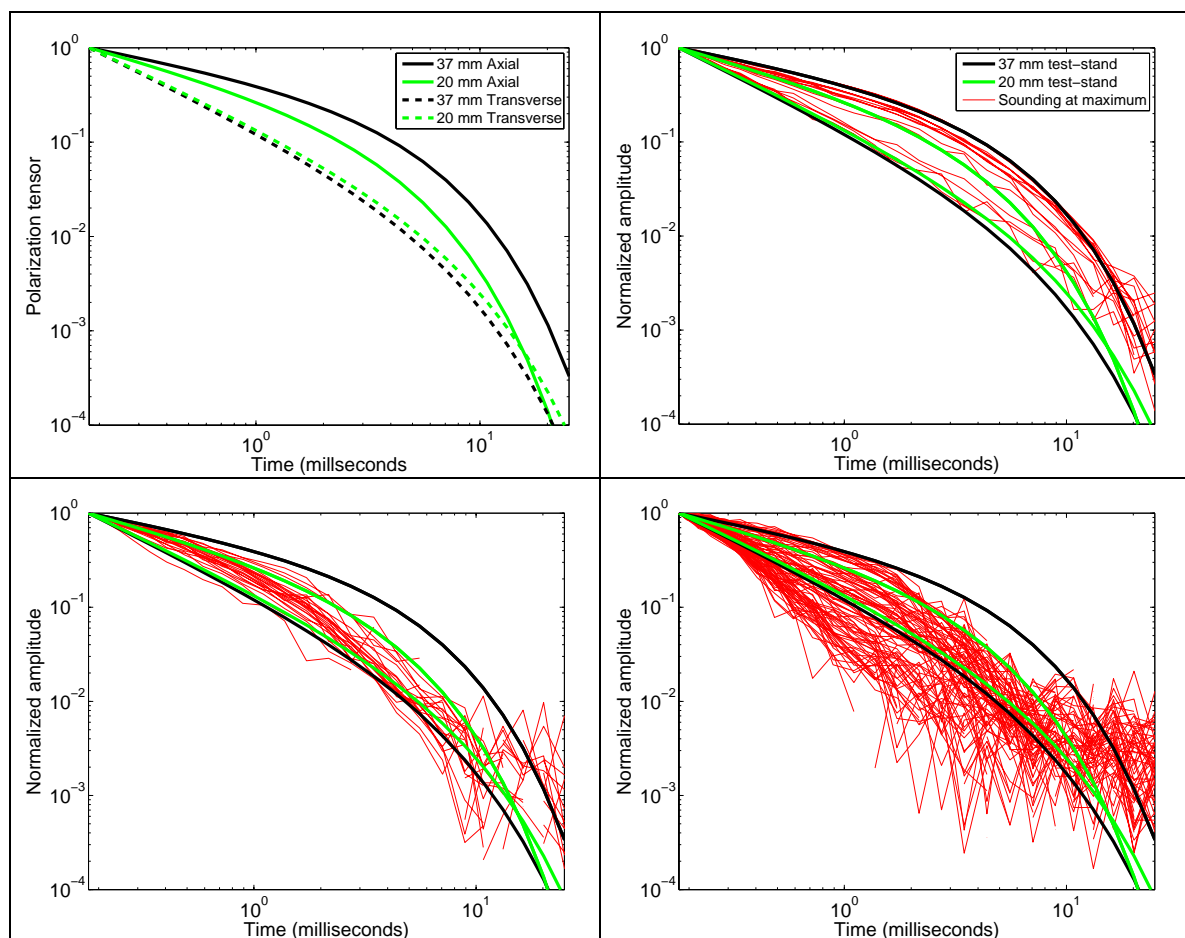 10^0
10^-1
10^-2
10^-3
10^-4
Polarization tensor
37 mm Axial
20 mm Axial
37 mm Transverse
20 mm Transverse
10^0
10^1
Time (millseconds
10^0
10^-1
10^-2
10^-3
10^-4
Normalized amplitude
37 mm test-stand
20 mm test-stand
Sounding at maximum
10^0
10^1
Time (milliseconds)
10^0
10^-1
10^-2
10^-3
10^-4
Normalized amplitude
10^0
10^1
Time (milliseconds)
10^0
10^-1
10^-2
10^-3
10^-4
Normalized amplitude
10^0
10^1
Time (milliseconds)